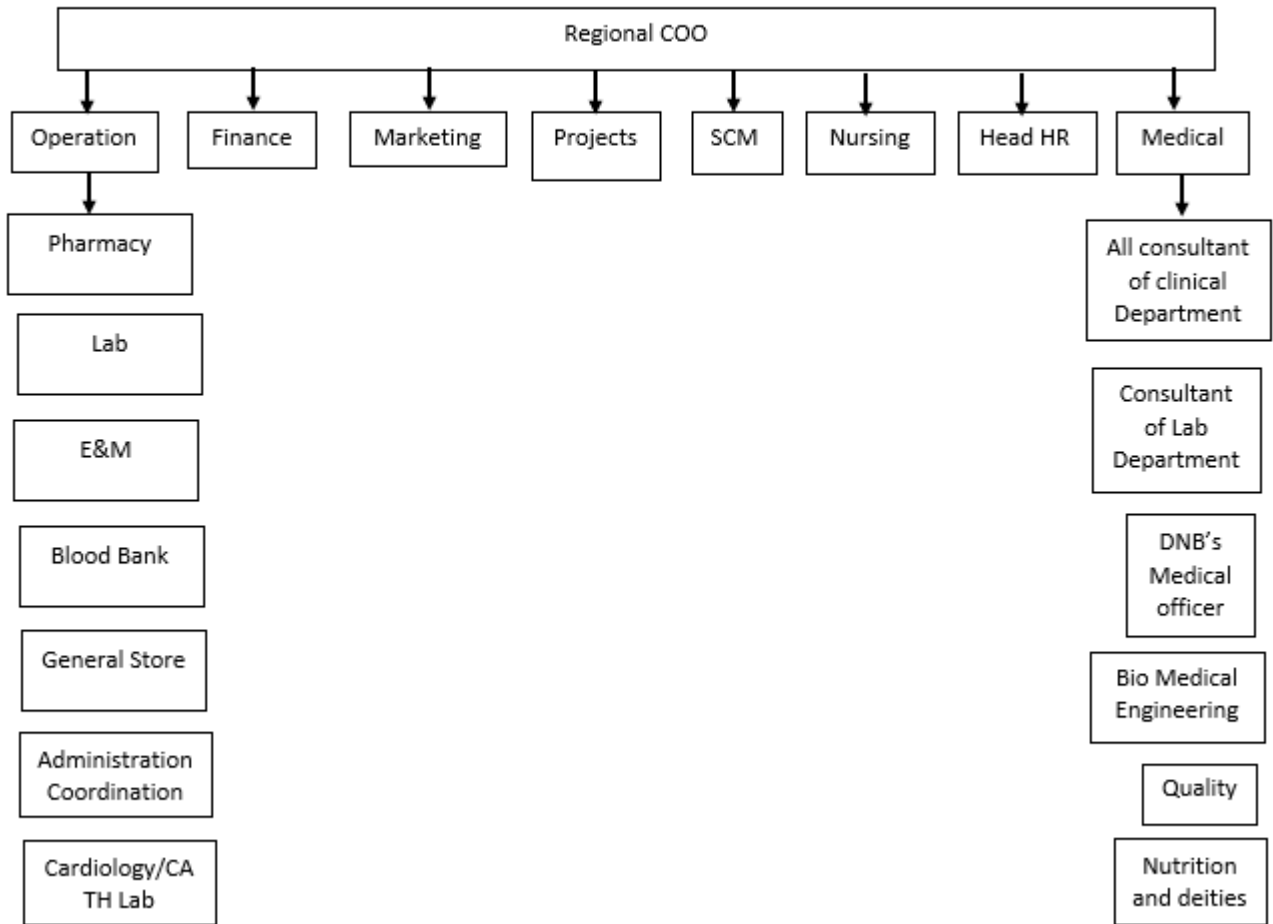 Regional COO
Operation
Finance
Marketing
Projects
SCM
Nursing
Head HR
Medical
Pharmacy
Lab
E&M
Blood Bank
General Store
Administration
Coordination
Cardiology/CA
TH Lab
All consultant
of clinical
Department
Consultant
of Lab
Department
DNB’s
Medical
officer
Bio Medical
Engineering
Quality
Nutrition
and deities